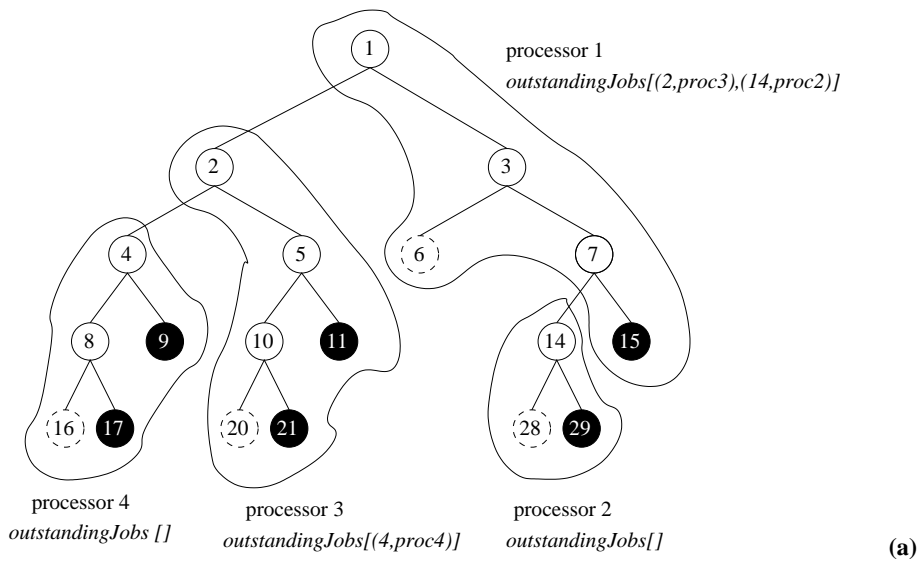 1
processor 1
outstandingJobs[(2,proc3),(14,proc2)]
2
3
4
5
6
7
8
9
10
11
14
15
16
17
20
21
28
29
processor 4
outstandingJobs []
processor 3
outstandingJobs[(4,proc4)]
processor 2
outstandingJobs[]
(a)